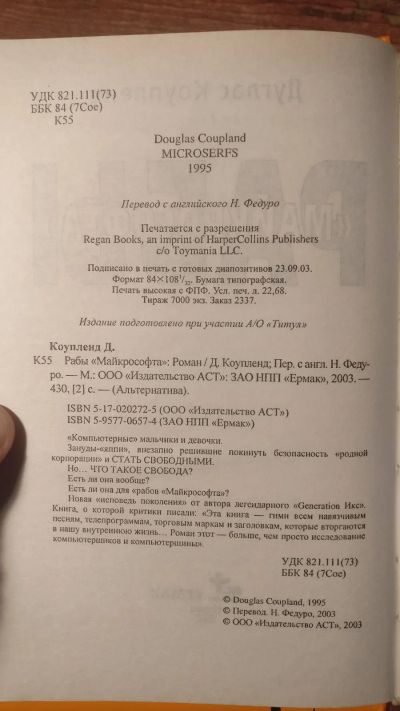 УДК 821.111(73)
ББК 84 (7Сое)
К55
Douglas Coupland
MICROSERFS
1995
Перевод с английского Н. Федуро
Печатается с разрешения
Regan Books, an imprint of HarperCollins Publishers
c/o Toymania LLC.
Подписано в печать с готовых диапозитивов 23.09.03.
Формат 84×108¹/₃₂. Бумага типографская.
Печать высокая с ФПФ. Усл. печ. л. 22,68.
Тираж 7000 экз. Заказ 2337.
Издание подготовлено при участии А/О «Титул»
Коупленд Д.
К55 Рабы «Майкрософта»: Роман / Д. Коупленд; Пер. с англ. Н. Феду-
ро. — М.: ООО «Издательство АСТ»: ЗАО НПП «Ермак», 2003. —
430, [2] с. — (Альтернатива).
ISBN 5-17-020272-5 (ООО «Издательство АСТ»)
ISBN 5-9577-0657-4 (ЗАО НПП «Ермак»)
«Компьютерные» мальчики и девочки.
Зануды-«яппи», внезапно решившие покинуть безопасность «родной
корпорации» и СТАТЬ СВОБОДНЫМИ.
Но... ЧТО ТАКОЕ СВОБОДА?
Есть ли она вообще?
Есть ли она для «рабов «Майкрософта»?
Новая «исповедь поколения» от автора легендарного «Generation Икс».
Книга, о которой критики писали: «Эта книга — гимн всем навязчивым
песням, телепрограммам, торговым маркам и заголовкам, которые вторгаются
в нашу внутреннюю жизнь... Роман этот — больше, чем просто исследование
компьютерщиков и компьютерщины».
УДК 821.111(73)
ББК 84 (7Сое)
© Douglas Coupland, 1995
© Перевод. Н. Федуро, 2003
© ООО «Издательство АСТ», 2003